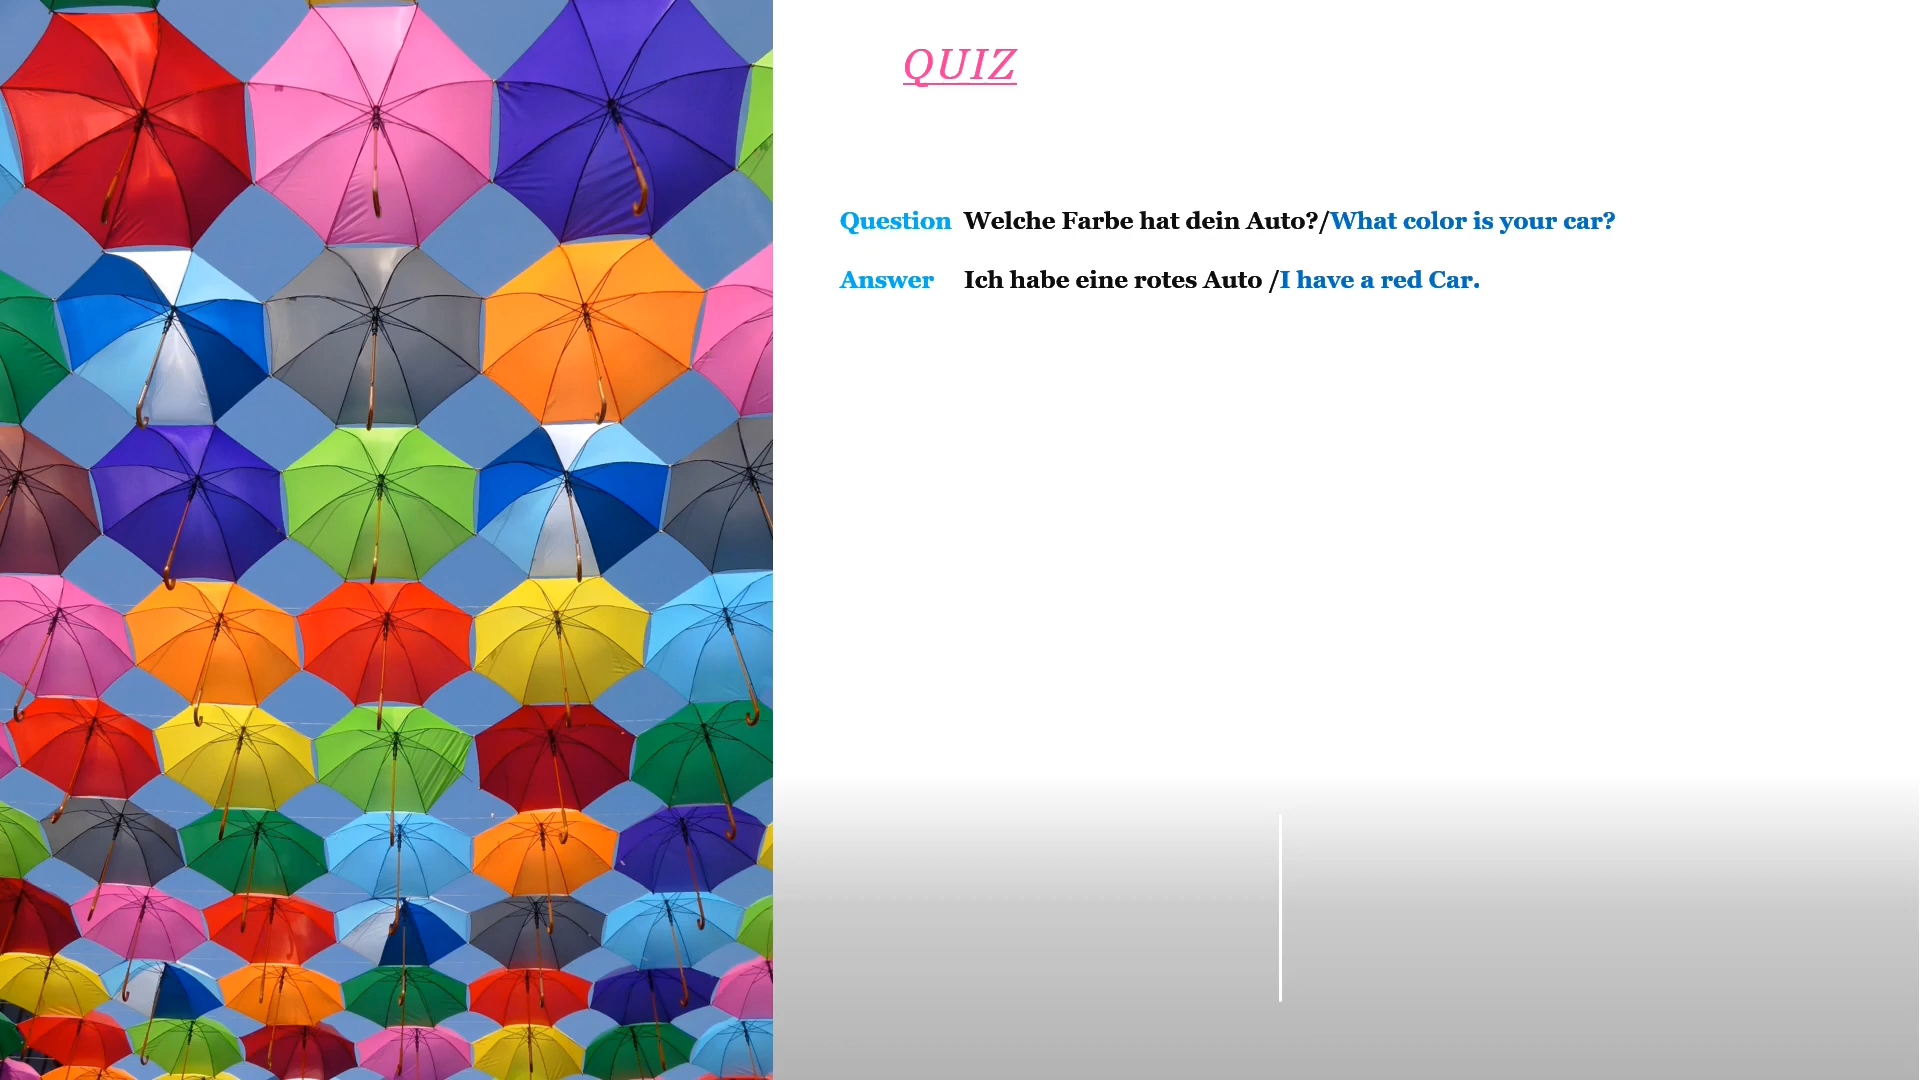 QUIZ
Question Welche Farbe hat dein Auto?/What color is your car?
Answer Ich habe eine rotes Auto /I have a red Car.